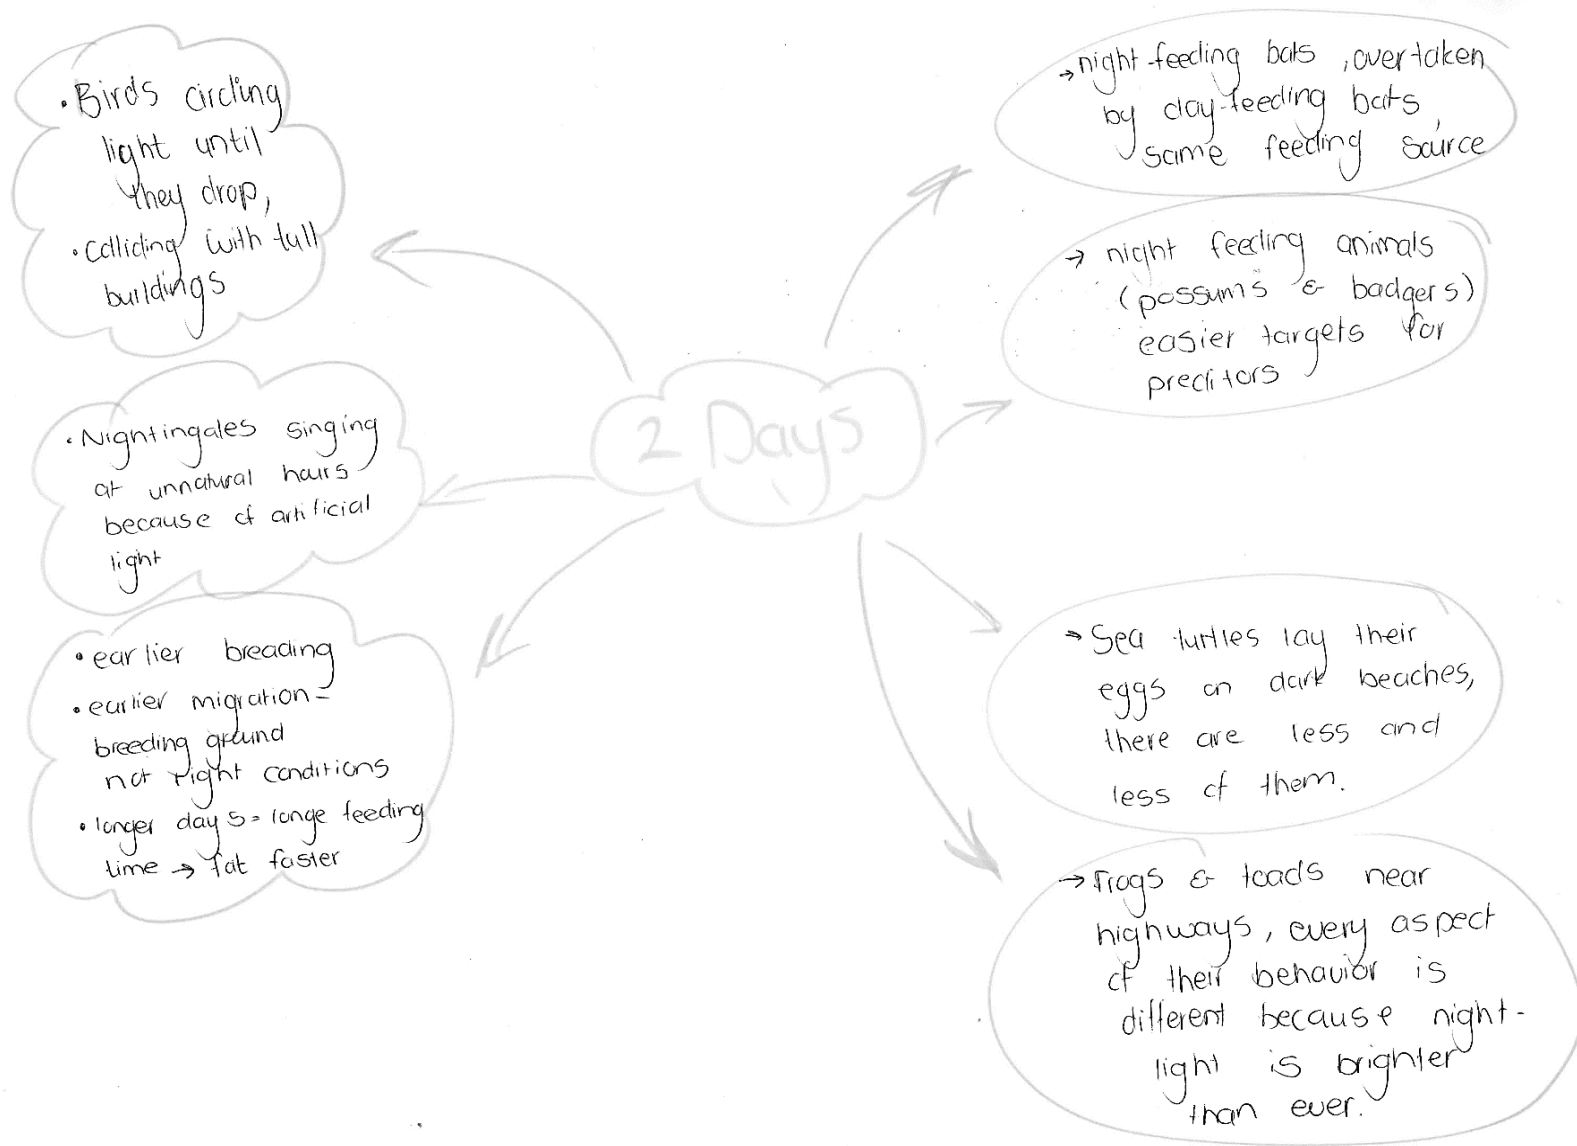 • Birds circling
light until
they drop,
• Colliding with tall
buildings
• Nightingales singing
at unnatural hours
because of artificial
light
• earlier breading
• earlier migration =
breeding ground
not right conditions
• longer days = longe feeding
time → fat faster
2 Days
→ night-feeding bats, overtaken
by day-feeding bats,
same feeding source
→ night feeding animals
(possums & badgers)
easier targets for
preditors
→ Sea turtles lay their
eggs on dark beaches,
there are less and
less of them.
→ Frogs & toads near
highways, every aspect
of their behavior is
different because night-
light is brighter
than ever.